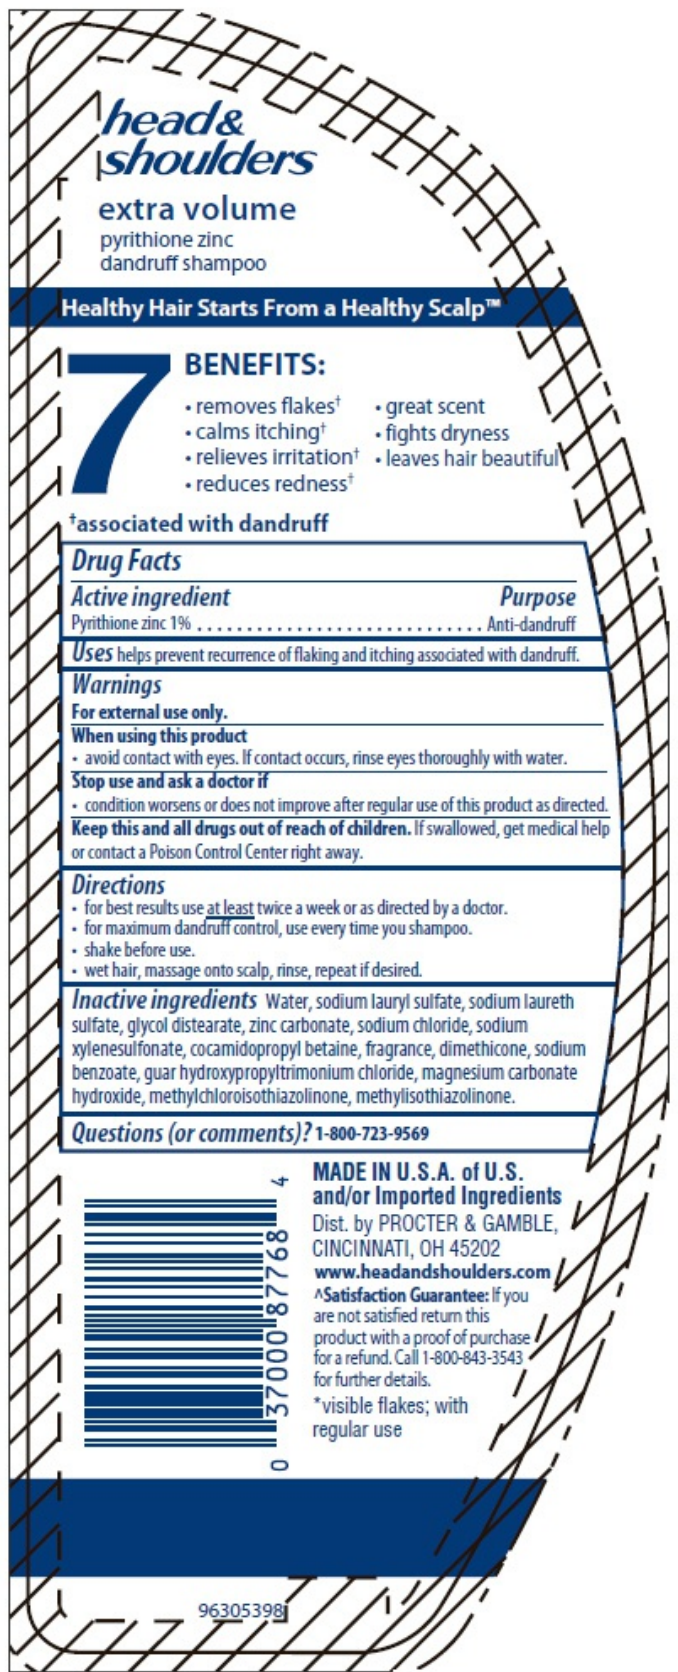 head&
shoulders
extra volume
pyrithione zinc
dandruff shampoo
Healthy Hair Starts From a Healthy Scalp™
7 BENEFITS:
• removes flakes†
• calms itching†
• relieves irritation†
• reduces redness†
• great scent
• fights dryness
• leaves hair beautiful
†associated with dandruff
Drug Facts
Active ingredient Purpose
Pyrithione zinc 1% . . . . . . . . . . . . . . . . . . . . . . . . . . . . . Anti-dandruff
Uses helps prevent recurrence of flaking and itching associated with dandruff.
Warnings
For external use only.
When using this product
• avoid contact with eyes. If contact occurs, rinse eyes thoroughly with water.
Stop use and ask a doctor if
• condition worsens or does not improve after regular use of this product as directed.
Keep this and all drugs out of reach of children. If swallowed, get medical help
or contact a Poison Control Center right away.
Directions
• for best results use at least twice a week or as directed by a doctor.
• for maximum dandruff control, use every time you shampoo.
• shake before use.
• wet hair, massage onto scalp, rinse, repeat if desired.
Inactive ingredients Water, sodium lauryl sulfate, sodium laureth
sulfate, glycol distearate, zinc carbonate, sodium chloride, sodium
xylenesulfonate, cocamidopropyl betaine, fragrance, dimethicone, sodium
benzoate, guar hydroxypropyltrimonium chloride, magnesium carbonate
hydroxide, methylchloroisothiazolinone, methylisothiazolinone.
Questions (or comments)? 1-800-723-9569
0 37000 87768 4
MADE IN U.S.A. of U.S.
and/or Imported Ingredients
Dist. by PROCTER & GAMBLE,
CINCINNATI, OH 45202
www.headandshoulders.com
^Satisfaction Guarantee: If you
are not satisfied return this
product with a proof of purchase
for a refund. Call 1-800-843-3543
for further details.
*visible flakes; with
regular use
96305398